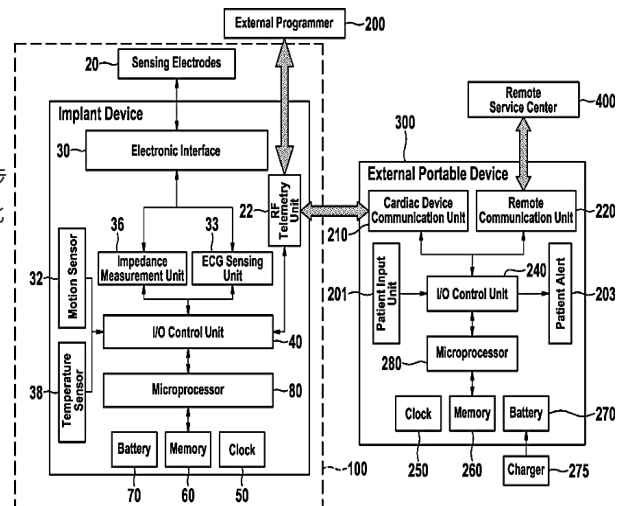 External Programmer
200
20
Sensing Electrodes
Remote
Service Center
400
Implant Device
300
30
Electronic Interface
External Portable Device
22
RF
Telemetry
Unit
Cardiac Device
Communication Unit
210
Remote
Communication Unit
220
36
33
Impedance
Measurement Unit
ECG Sensing
Unit
32
Motion Sensor
201
Patient Input
Unit
240
I/O Control Unit
Patient Alert
203
I/O Control Unit
40
280
Microprocessor
38
Temperature
Sensor
Microprocessor
80
Clock
Memory
Battery
270
250
260
Charger
275
Battery
Memory
Clock
70
60
50
100